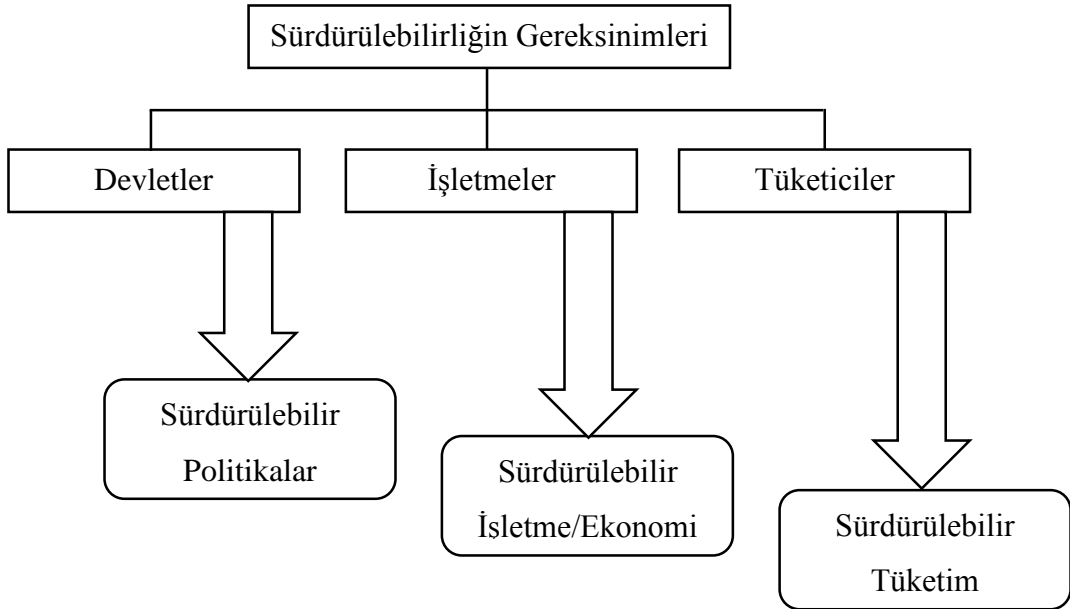 Sürdürülebilirliğin Gereksinimleri
Devletler
İşletmeler
Tüketiciler
Sürdürülebilir
Politikalar
Sürdürülebilir
İşletme/Ekonomi
Sürdürülebilir
Tüketim